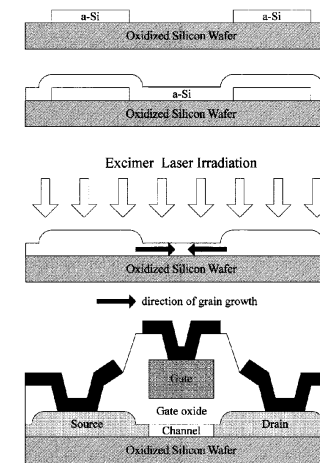 a-Si a-Si
Oxidized Silicon Wafer
a-Si
Oxidized Silicon Wafer
Excimer Laser Irradiation
Oxidized Silicon Wafer
direction of grain growth
Gate
Gate oxide
Source Channel Drain
Oxidized Silicon Wafer